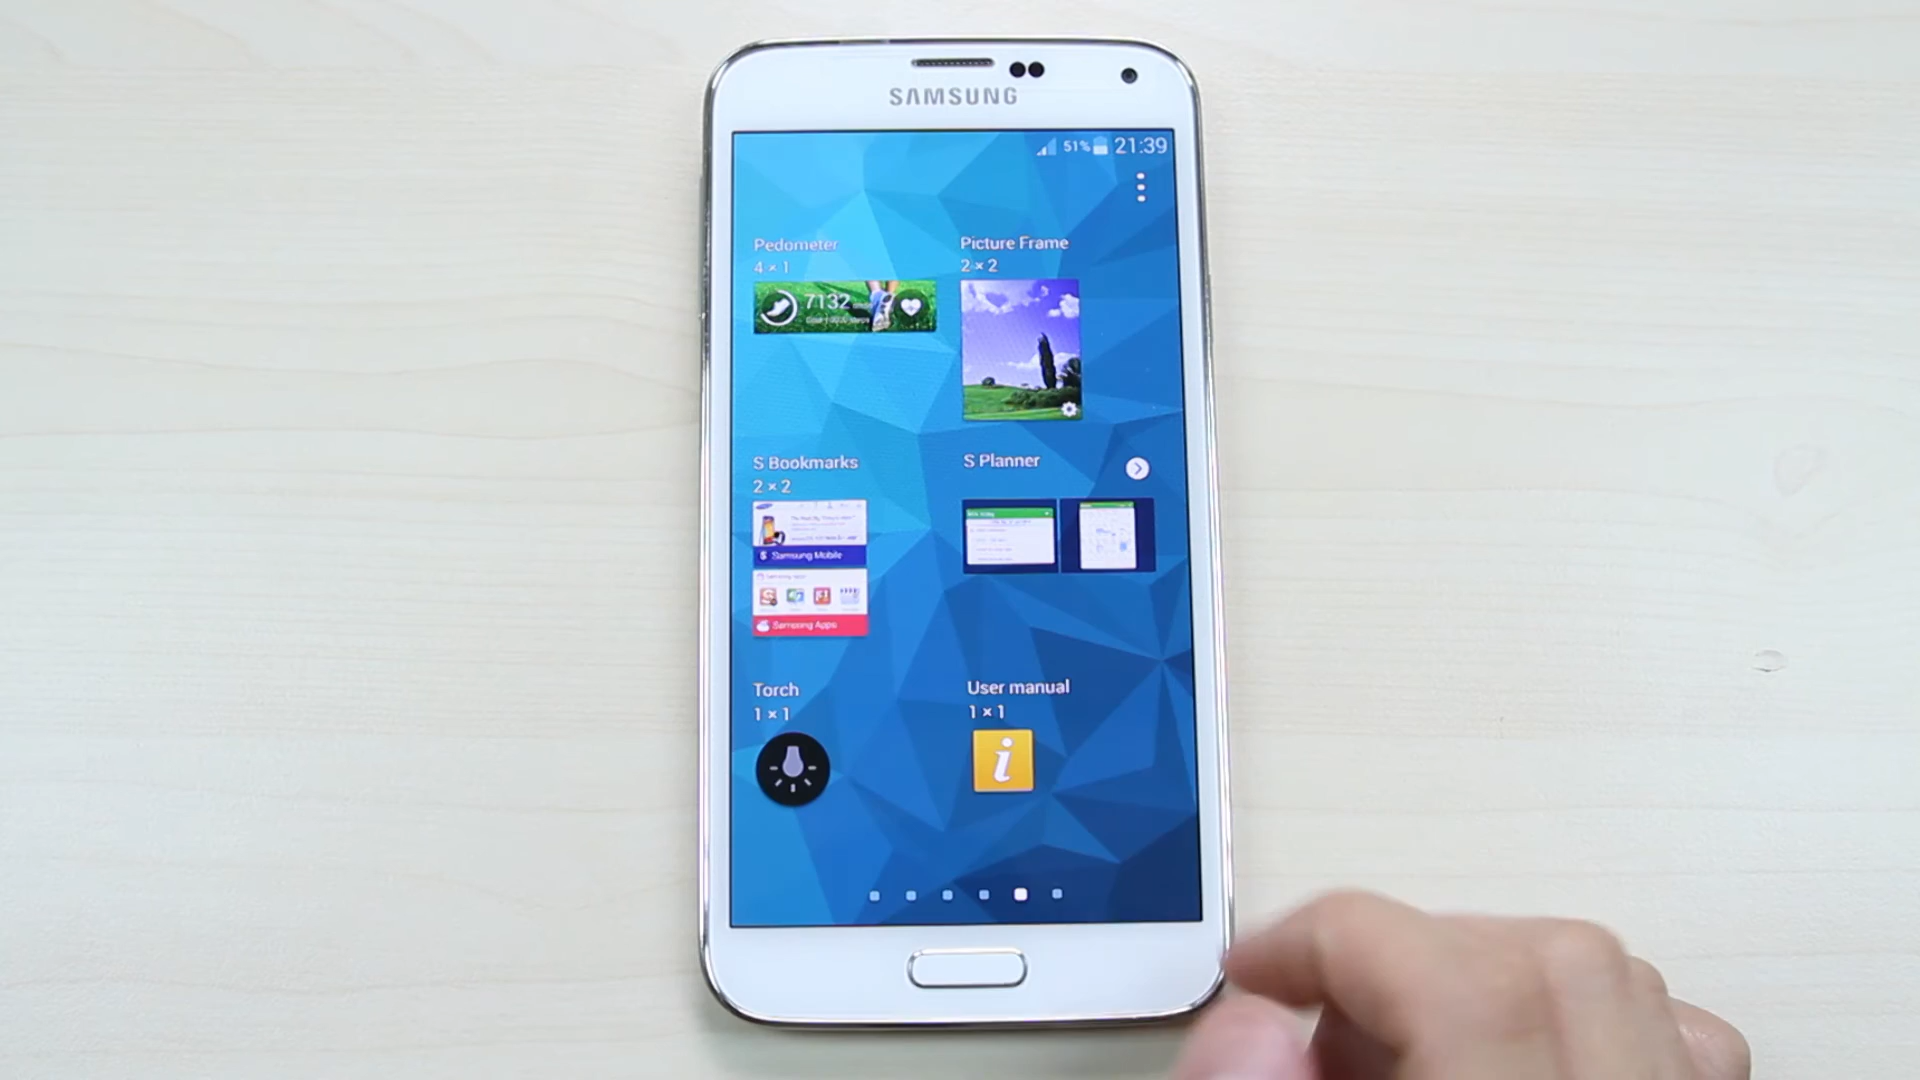 SAMSUNG
51% 21:39
Pedometer
4 × 1
7132
Picture Frame
2 × 2
S Bookmarks
2 × 2
Samsung Mobile
Samsung Apps
S Planner
Torch
1 × 1
User manual
1 × 1
i